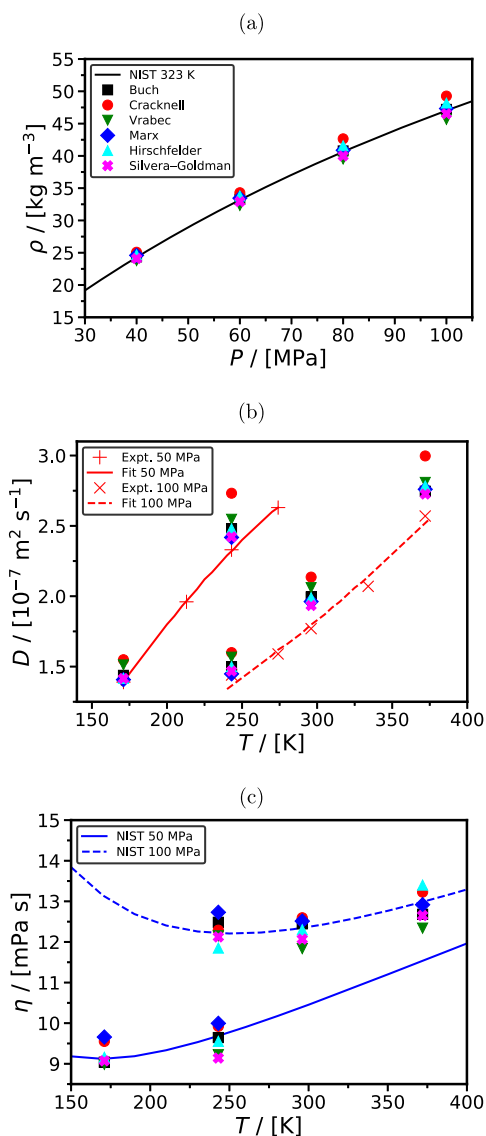 (a)
55
50
45
40
35
30
25
20
15
ρ / [kg m⁻³]
NIST 323 K
Buch
Cracknell
Vrabec
Marx
Hirschfelder
Silvera–Goldman
30 40 50 60 70 80 90 100
P / [MPa]
(b)
3.0
2.5
2.0
1.5
D / [10⁻⁷ m² s⁻¹]
Expt. 50 MPa
Fit 50 MPa
Expt. 100 MPa
Fit 100 MPa
150 200 250 300 350 400
T / [K]
(c)
15
14
13
12
11
10
9
η / [mPa s]
NIST 50 MPa
NIST 100 MPa
150 200 250 300 350 400
T / [K]